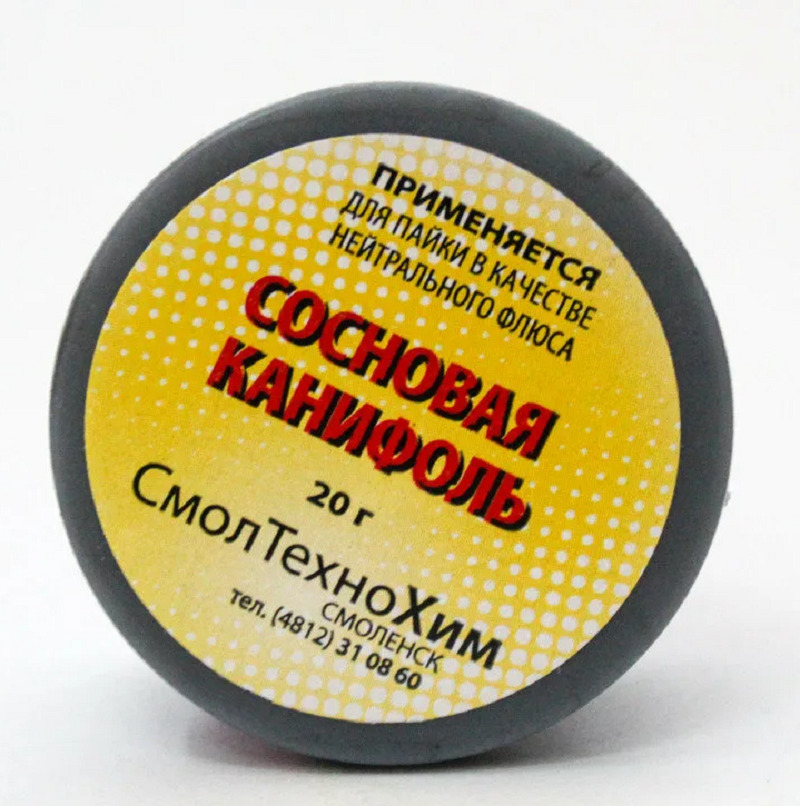 ПРИМЕНЯЕТСЯ
ДЛЯ ПАЙКИ В КАЧЕСТВЕ
НЕЙТРАЛЬНОГО ФЛЮСА
СОСНОВАЯ
КАНИФОЛЬ
20 г
СмолТехноХим
СМОЛЕНСК
тел. (4812) 31 08 60